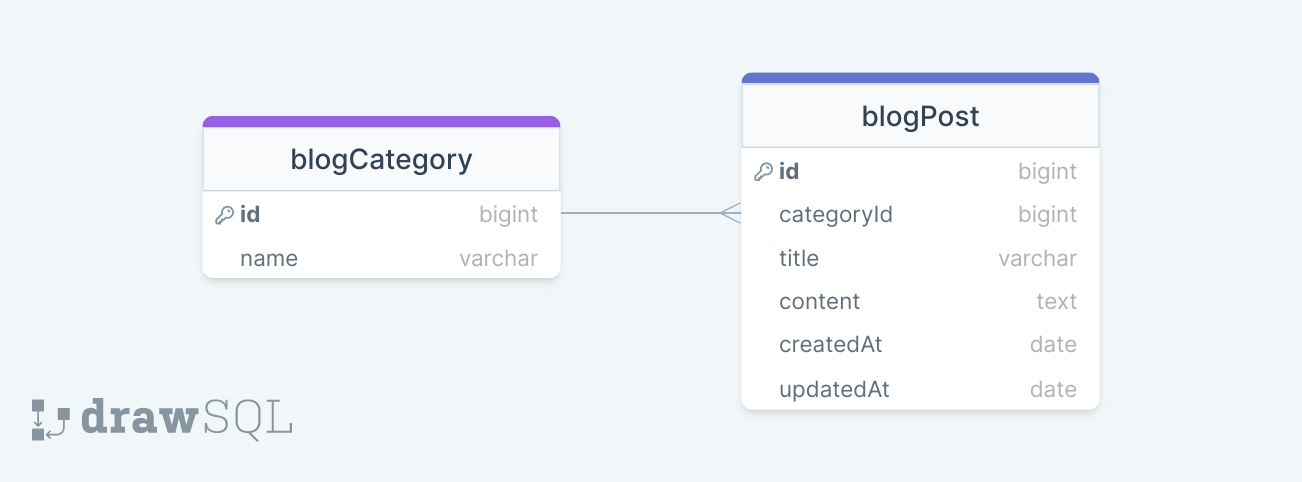 blogCategory
id bigint
name varchar
blogPost
id bigint
categoryId bigint
title varchar
content text
createdAt date
updatedAt date
drawSQL